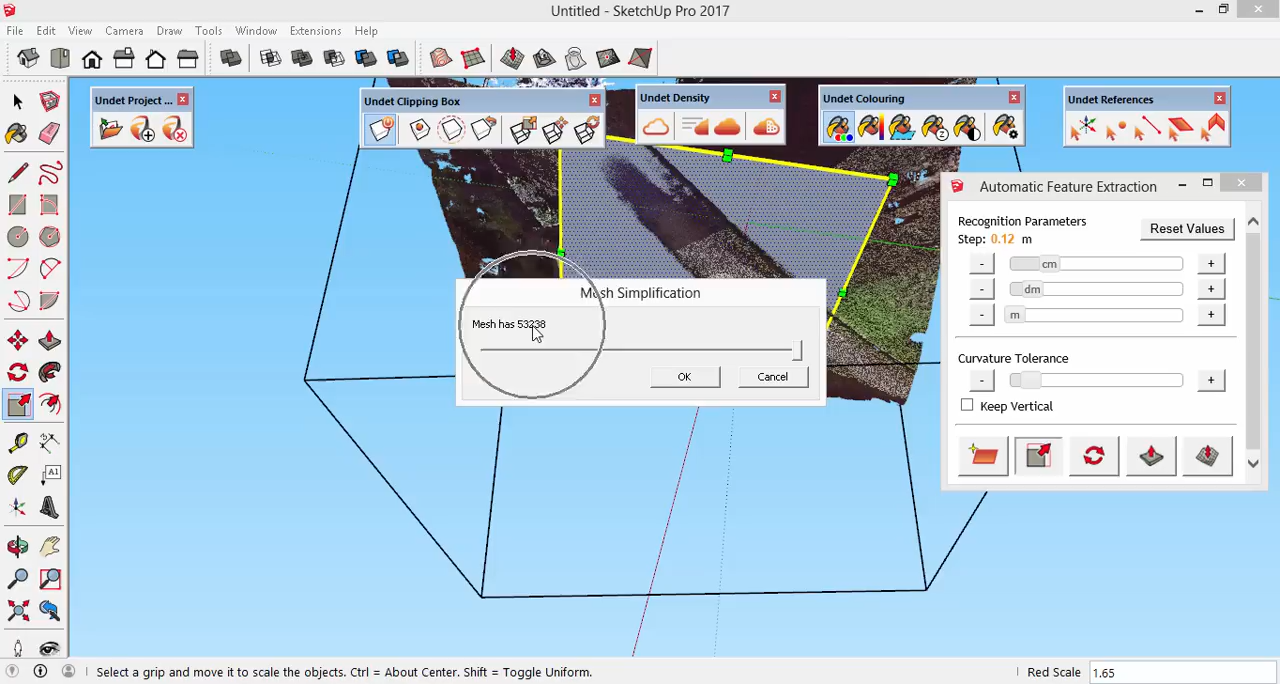 Untitled - SketchUp Pro 2017
File Edit View Camera Draw Tools Window Extensions Help
Undet Project ...
Undet Clipping Box
Undet Density
Undet Colouring
Undet References
Automatic Feature Extraction
Recognition Parameters
Reset Values
Step: 0.12 m
- cm +
- dm +
- m +
Curvature Tolerance
- +
Keep Vertical
Mesh Simplification
Mesh has 53238
OK Cancel
A1
Select a grip and move it to scale the objects. Ctrl = About Center. Shift = Toggle Uniform.
Red Scale 1.65